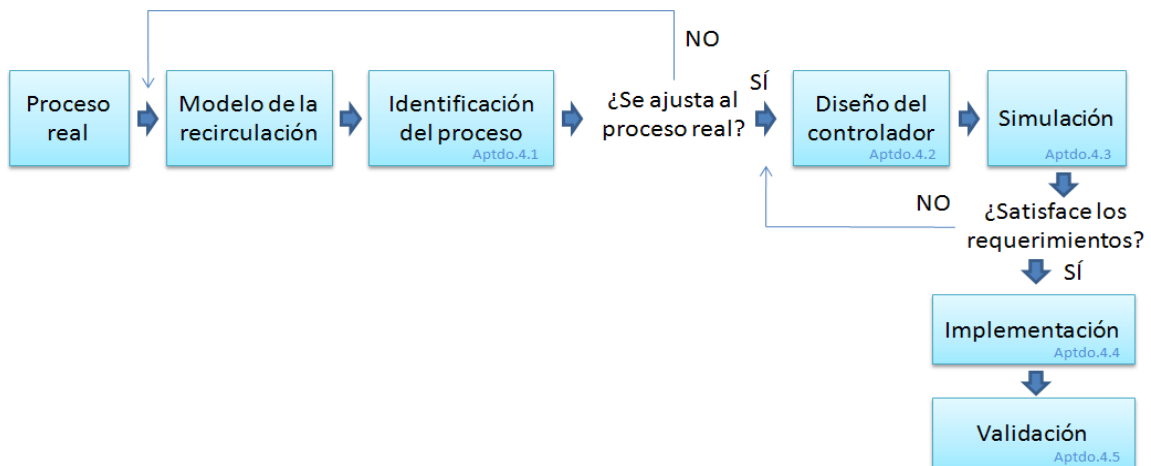 NO
Proceso
real
Modelo de la
recirculación
Identificación
del proceso
Aptdo.4.1
¿Se ajusta al
proceso real?
SÍ
Diseño del
controlador
Aptdo.4.2
Simulación
Aptdo.4.3
NO
¿Satisface los
requerimientos?
SÍ
Implementación
Aptdo.4.4
Validación
Aptdo.4.5